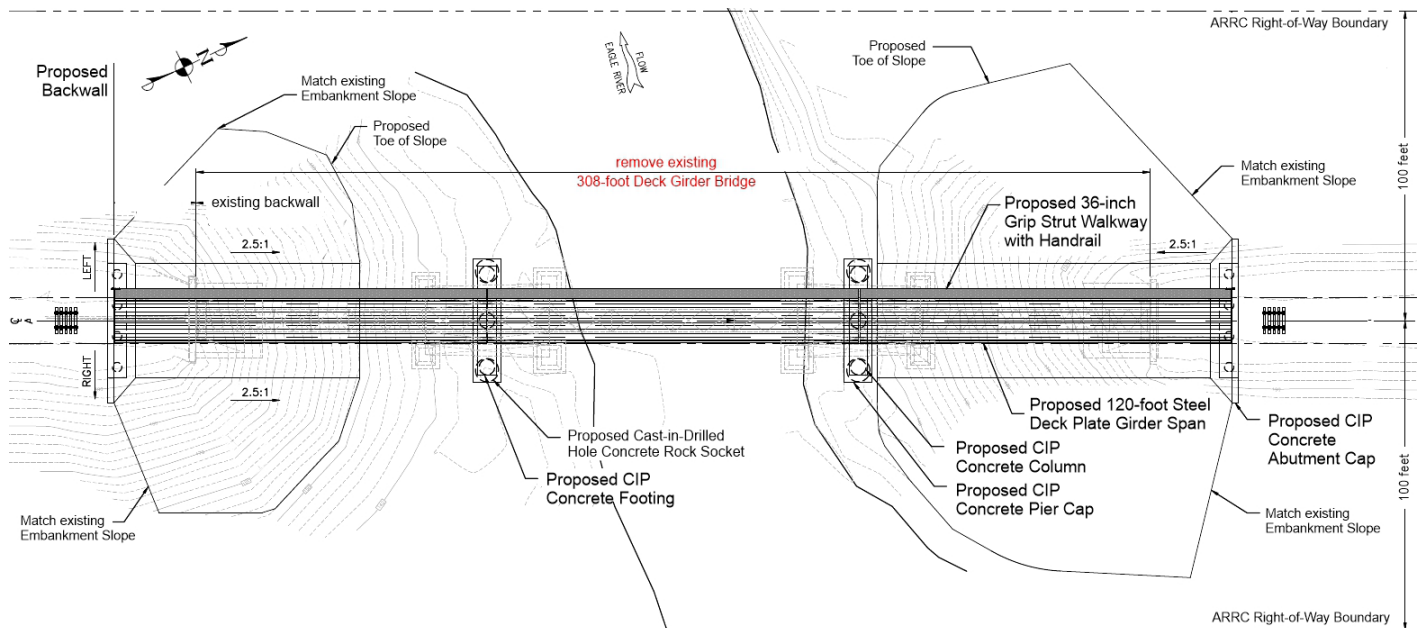 ARRC Right-of-Way Boundary
N
FLOW
EAGLE RIVER
Proposed
Toe of Slope
Proposed
Backwall
Match existing
Embankment Slope
Proposed
Toe of Slope
remove existing
308-foot Deck Girder Bridge
Match existing
Embankment Slope
100 feet
existing backwall
Proposed 36-inch
Grip Strut Walkway
with Handrail
2.5:1
2.5:1
LEFT
RIGHT
2.5:1
Proposed 120-foot Steel
Deck Plate Girder Span
Proposed CIP
Concrete
Abutment Cap
Proposed Cast-in-Drilled
Hole Concrete Rock Socket
Proposed CIP
Concrete Column
Proposed CIP
Concrete Footing
Proposed CIP
Concrete Pier Cap
100 feet
Match existing
Embankment Slope
Match existing
Embankment Slope
ARRC Right-of-Way Boundary